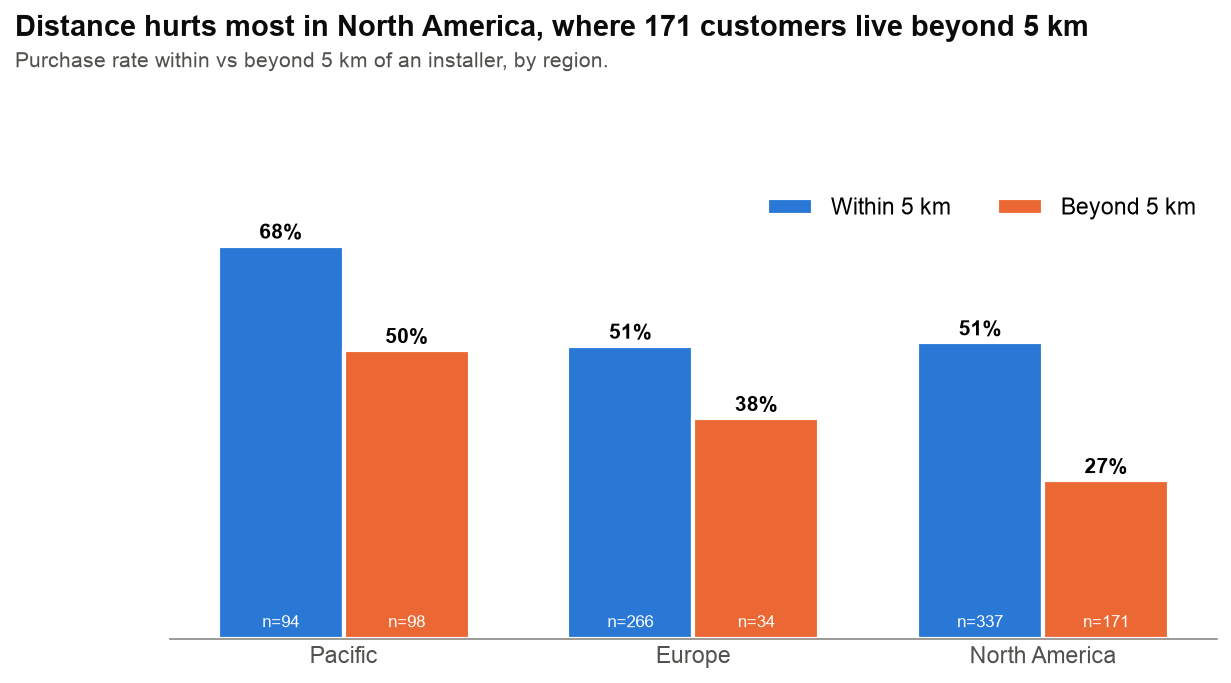 Distance hurts most in North America, where 171 customers live beyond 5 km
Purchase rate within vs beyond 5 km of an installer, by region.
Within 5 km
Beyond 5 km
68%
50%
51%
38%
51%
27%
n=94
n=98
n=266
n=34
n=337
n=171
Pacific
Europe
North America